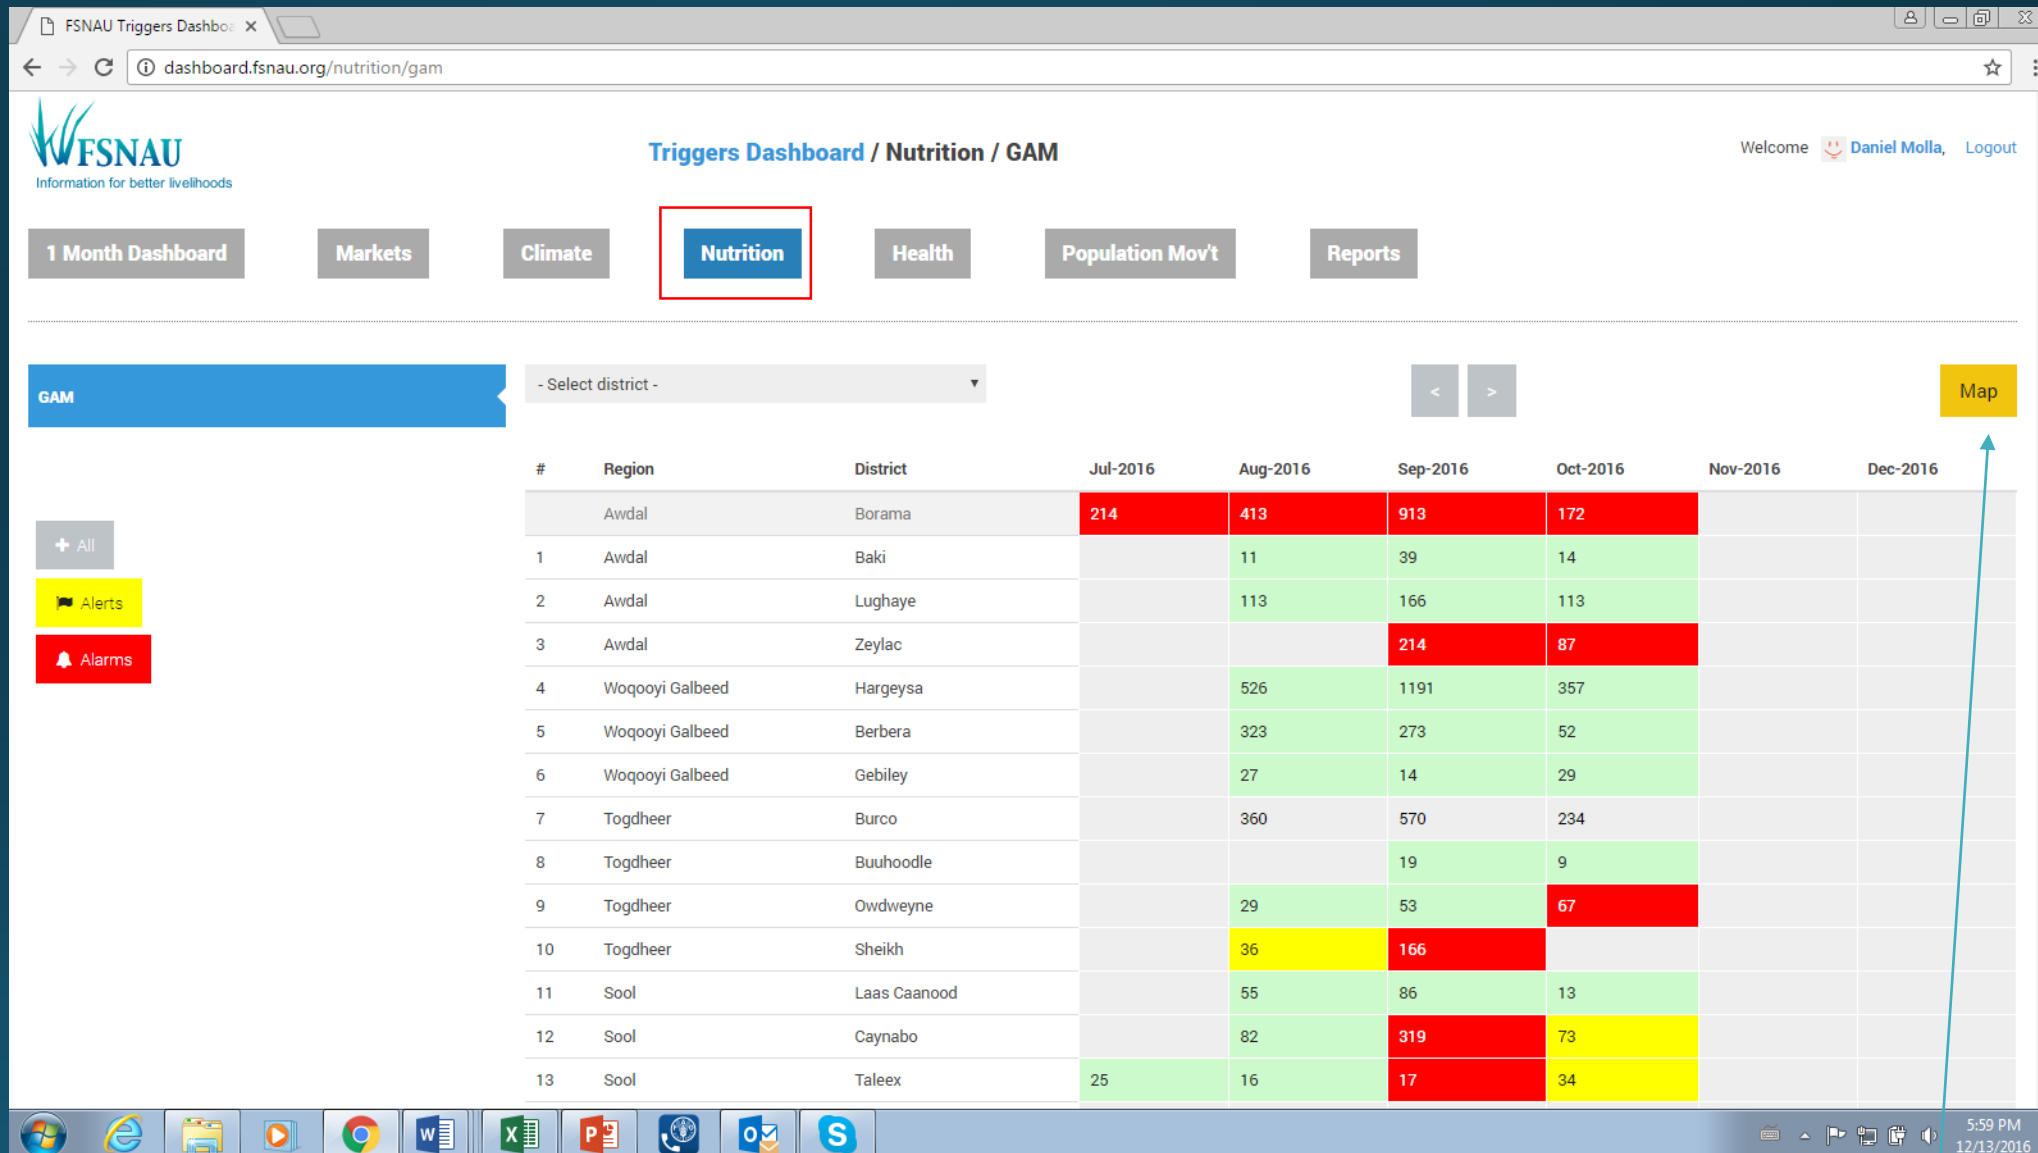 FSNAU Triggers Dashboa
dashboard.fsnau.org/nutrition/gam
FSNAU
Information for better livelihoods
Triggers Dashboard / Nutrition / GAM
Welcome Daniel Molla, Logout
1 Month Dashboard Markets Climate Nutrition Health Population Mov't Reports
GAM
- Select district -
< >
Map
# Region District Jul-2016 Aug-2016 Sep-2016 Oct-2016 Nov-2016 Dec-2016
Awdal Borama 214 413 913 172
1 Awdal Baki 11 39 14
2 Awdal Lughaye 113 166 113
3 Awdal Zeylac 214 87
4 Woqooyi Galbeed Hargeysa 526 1191 357
5 Woqooyi Galbeed Berbera 323 273 52
6 Woqooyi Galbeed Gebiley 27 14 29
7 Togdheer Burco 360 570 234
8 Togdheer Buuhoodle 19 9
9 Togdheer Owdweyne 29 53 67
10 Togdheer Sheikh 36 166
11 Sool Laas Caanood 55 86 13
12 Sool Caynabo 82 319 73
13 Sool Taleex 25 16 17 34
+ All
Alerts
Alarms
5:59 PM
12/13/2016